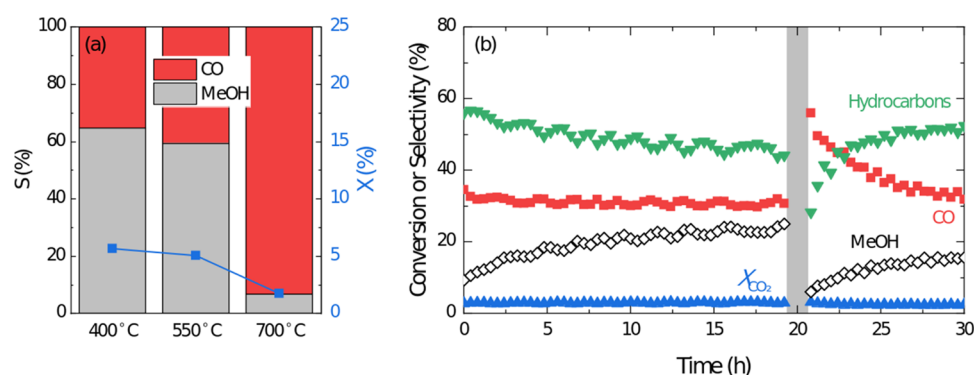 (a)
CO
MeOH
S (%)
100
80
60
40
20
0
25
20
15
10
5
0
X (%)
400°C 550°C 700°C
(b)
Conversion or Selectivity (%)
80
60
40
20
0
Hydrocarbons
CO
MeOH
XCO₂
0 5 10 15 20 25 30
Time (h)